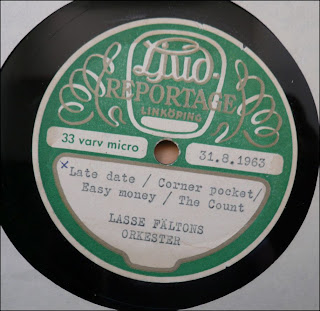 Ljud-
REPORTAGE
LINKÖPING
33 varv micro
31.8.1963
×Late date / Corner pocket/
Easy money / The Count
LASSE FÄLTONS
ORKESTER